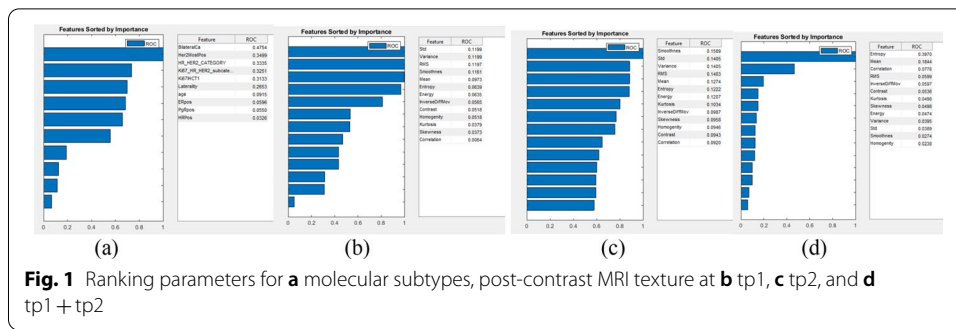 Features Sorted by Importance
ROC
0 0.2 0.4 0.6 0.8 1
Feature ROC
BilateralCa 0.4754
Her2MostPos 0.3499
HR_HER2_CATEGORY 0.3335
Ki67_HR_HER2_subcate... 0.3251
Ki67THCT1 0.3133
Laterality 0.2653
age 0.0915
ERpos 0.0596
PgRpos 0.0550
HRPos 0.0326
(a)
Features Sorted by Importance
ROC
0 0.2 0.4 0.6 0.8 1
Feature ROC
Std 0.1199
Variance 0.1199
RMS 0.1197
Smoothnes 0.1181
Mean 0.0973
Entropy 0.0639
Energy 0.0635
InverseDiffMov 0.0565
Contrast 0.0518
Homogenity 0.0518
Kurtosis 0.0378
Skewness 0.0373
Correlation 0.0064
(b)
Features Sorted by Importance
ROC
0 0.2 0.4 0.6 0.8 1
Feature ROC
Smoothnes 0.1589
Std 0.1485
Variance 0.1485
RMS 0.1483
Mean 0.1274
Entropy 0.1222
Energy 0.1207
Kurtosis 0.1034
InverseDiffMov 0.0987
Skewness 0.0958
Homogenity 0.0946
Contrast 0.0943
Correlation 0.0920
(c)
Features Sorted by Importance
ROC
0 0.2 0.4 0.6 0.8 1
Feature ROC
Entropy 0.3870
Mean 0.1844
Correlation 0.0778
RMS 0.0598
InverseDiffMov 0.0597
Contrast 0.0536
Kurtosis 0.0498
Skewness 0.0498
Energy 0.0474
Variance 0.0395
Std 0.0389
Smoothnes 0.0274
Homogenity 0.0238
(d)
Fig. 1 Ranking parameters for a molecular subtypes, post-contrast MRI texture at b tp1, c tp2, and d
tp1 + tp2